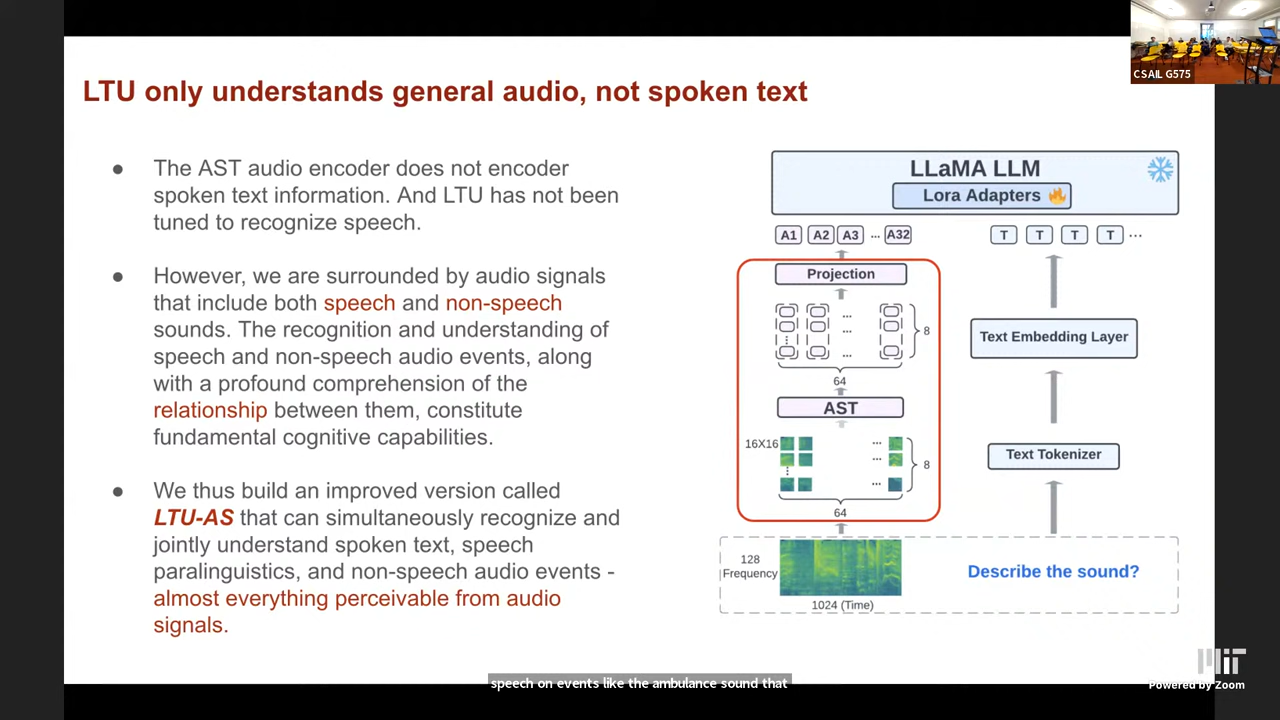 CSAIL G575
LTU only understands general audio, not spoken text
● The AST audio encoder does not encoder
spoken text information. And LTU has not been
tuned to recognize speech.
● However, we are surrounded by audio signals
that include both speech and non-speech
sounds. The recognition and understanding of
speech and non-speech audio events, along
with a profound comprehension of the
relationship between them, constitute
fundamental cognitive capabilities.
● We thus build an improved version called
LTU-AS that can simultaneously recognize and
jointly understand spoken text, speech
paralinguistics, and non-speech audio events -
almost everything perceivable from audio
signals.
LLaMA LLM
Lora Adapters
A1 A2 A3 ... A32
T T T T ...
Projection
... 
...
...
8
64
AST
16X16
...
...
...
8
64
128
Frequency
1024 (Time)
Text Embedding Layer
Text Tokenizer
Describe the sound?
MIT
Powered by Zoom
speech on events like the ambulance sound that